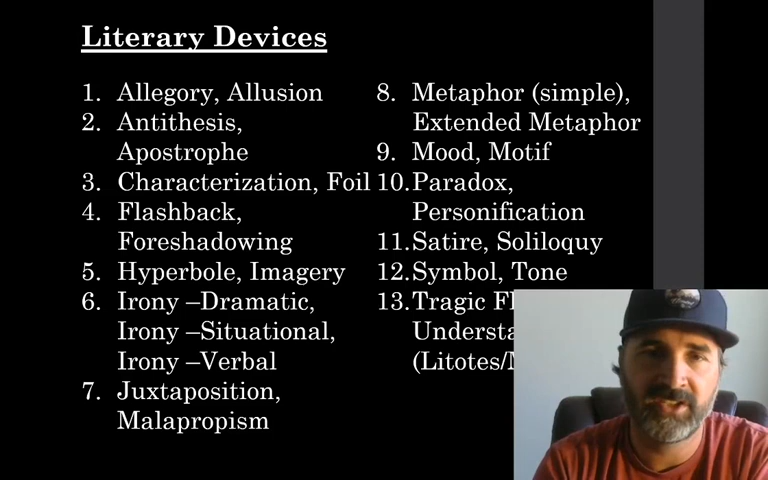 Literary Devices
1. Allegory, Allusion
2. Antithesis,
Apostrophe
3. Characterization, Foil
4. Flashback,
Foreshadowing
5. Hyperbole, Imagery
6. Irony –Dramatic,
Irony –Situational,
Irony –Verbal
7. Juxtaposition,
Malapropism
8. Metaphor (simple),
Extended Metaphor
9. Mood, Motif
10.Paradox,
Personification
11.Satire, Soliloquy
12.Symbol, Tone
13.Tragic